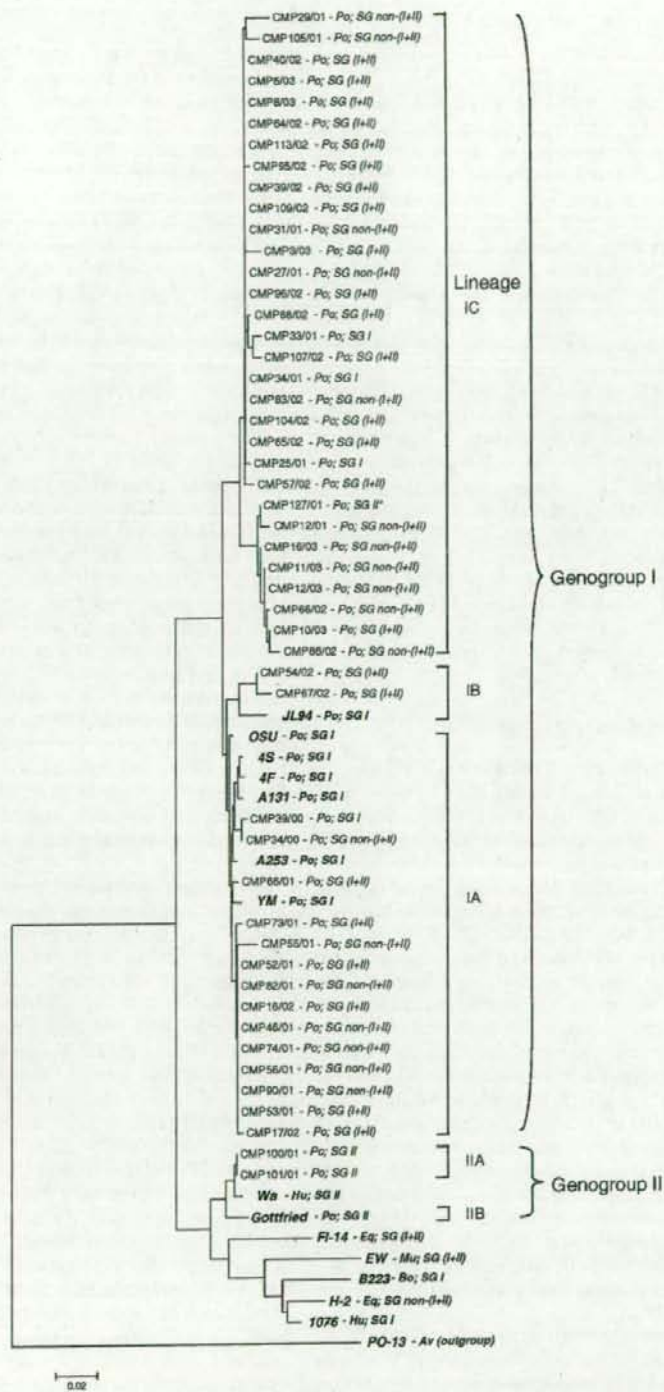 CMP29/01 - Po; SG non-(I+II)
CMP105/01 - Po; SG non-(I+II)
CMP40/02 - Po; SG (I+II)
CMP5/03 - Po; SG (I+II)
CMP8/03 - Po; SG (I+II)
CMP64/02 - Po; SG (I+II)
CMP113/02 - Po; SG (I+II)
CMP95/02 - Po; SG (I+II)
CMP39/02 - Po; SG (I+II)
CMP109/02 - Po; SG (I+II)
CMP31/01 - Po; SG non-(I+II)
CMP3/03 - Po; SG (I+II)
CMP27/01 - Po; SG non-(I+II)
CMP96/02 - Po; SG (I+II)
CMP88/02 - Po; SG (I+II)
CMP33/01 - Po; SG I
CMP107/02 - Po; SG (I+II)
CMP34/01 - Po; SG I
CMP83/02 - Po; SG non-(I+II)
CMP104/02 - Po; SG (I+II)
CMP65/02 - Po; SG (I+II)
CMP25/01 - Po; SG I
CMP57/02 - Po; SG (I+II)
CMP127/01 - Po; SG II*
CMP12/01 - Po; SG non-(I+II)
CMP16/03 - Po; SG non-(I+II)
CMP11/03 - Po; SG non-(I+II)
CMP12/03 - Po; SG non-(I+II)
CMP66/02 - Po; SG non-(I+II)
CMP10/03 - Po; SG (I+II)
CMP86/02 - Po; SG non-(I+II)
Lineage
IC
CMP54/02 - Po; SG (I+II)
CMP67/02 - Po; SG (I+II)
JL94 - Po; SG I
IB
OSU - Po; SG I
4S - Po; SG I
4F - Po; SG I
A131 - Po; SG I
CMP39/00 - Po; SG I
CMP34/00 - Po; SG non-(I+II)
A253 - Po; SG I
CMP66/01 - Po; SG (I+II)
YM - Po; SG I
CMP73/01 - Po; SG (I+II)
CMP55/01 - Po; SG non-(I+II)
CMP52/01 - Po; SG (I+II)
CMP82/01 - Po; SG non-(I+II)
CMP16/02 - Po; SG (I+II)
CMP46/01 - Po; SG non-(I+II)
CMP74/01 - Po; SG non-(I+II)
CMP56/01 - Po; SG non-(I+II)
CMP90/01 - Po; SG non-(I+II)
CMP53/01 - Po; SG (I+II)
CMP17/02 - Po; SG (I+II)
IA
Genogroup I
CMP100/01 - Po; SG II
CMP101/01 - Po; SG II
IIA
Wa - Hu; SG II
Gottfried - Po; SG II
IIB
Genogroup II
FI-14 - Eq; SG (I+II)
EW - Mu; SG (I+II)
B223 - Bo; SG I
H-2 - Eq; SG non-(I+II)
1076 - Hu; SG I
PO-13 - Av (outgroup)
0.02